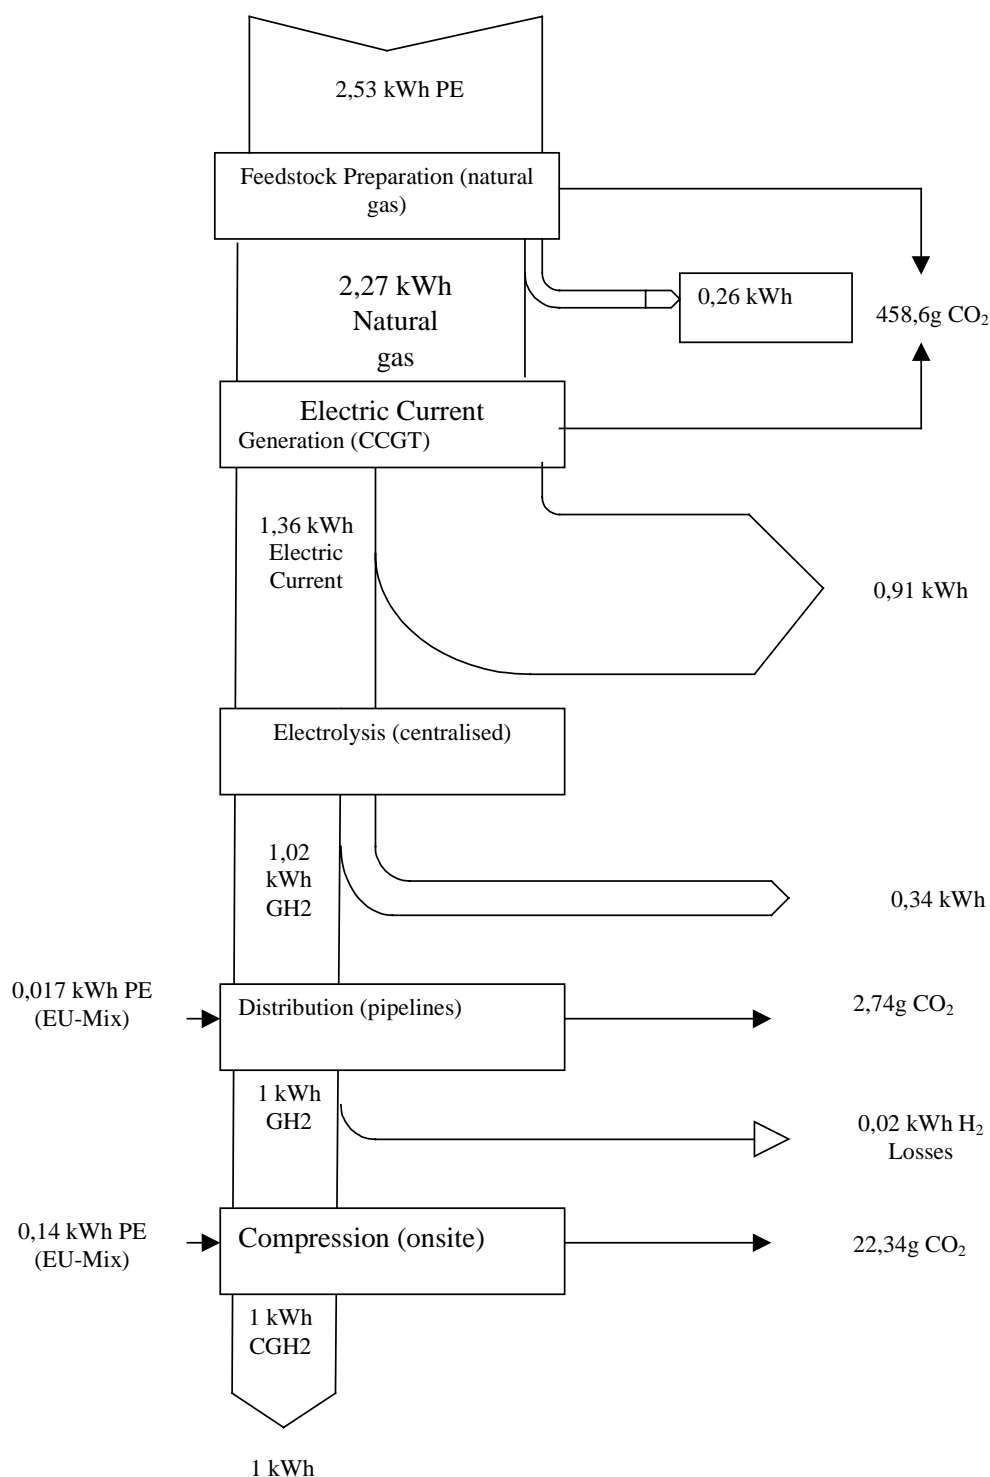 2,53 kWh PE
Feedstock Preparation (natural
gas)
2,27 kWh
Natural
gas
0,26 kWh
458,6g CO₂
Electric Current
Generation (CCGT)
1,36 kWh
Electric
Current
0,91 kWh
Electrolysis (centralised)
1,02
kWh
GH2
0,34 kWh
0,017 kWh PE
(EU-Mix)
Distribution (pipelines)
2,74g CO₂
1 kWh
GH2
0,02 kWh H₂
Losses
0,14 kWh PE
(EU-Mix)
Compression (onsite)
22,34g CO₂
1 kWh
CGH2
1 kWh